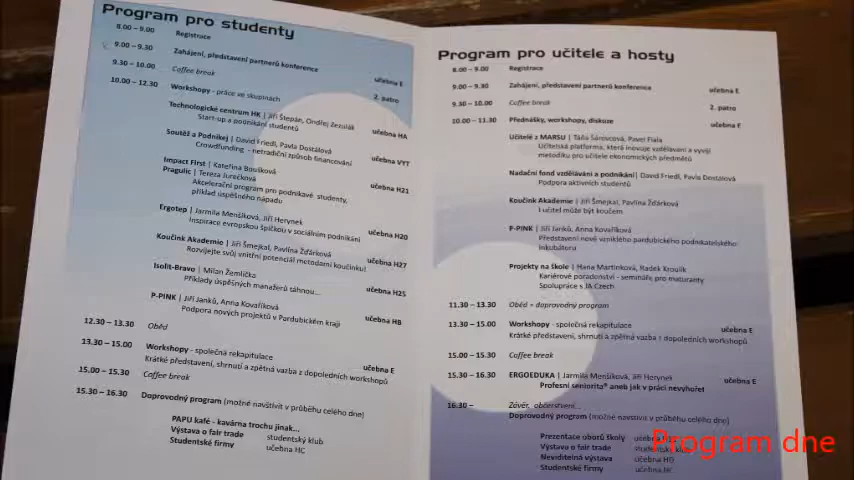 Program pro studenty
8.00 – 9.00 Registrace
9.00 – 9.30 Zahájení, představení partnerů konference učebna E
9.30 – 10.00 Coffee break 2. patro
10.00 – 12.30 Workshopy - práce ve skupinách
Technologické centrum HK | Jiří Štěpán, Ondřej Zezulák učebna HA
Start-up a podnikání studentů
Soutěž a Podnikej | David Friedl, Pavla Dostálová učebna VYT
Crowdfunding - netradiční způsob financování
Impact First | Kateřina Boušková učebna H21
Pragulic | Tereza Jurečková
Akcelerační program pro podnikavé studenty,
příklad úspěšného nápadu
Ergotep | Jarmila Menšíková, Jiří Herynek učebna H20
Inspirace evropskou špičkou v sociálním podnikání
Koučink Akademie | Jiří Šmejkal, Pavlína Žďárková učebna H27
Rozvíjejte svůj vnitřní potenciál metodami koučinku!
Isolit-Bravo | Milan Žemlička učebna H25
Příklady úspěšných manažerů táhnou...
P-PINK | Jiří Janků, Anna Kovaříková učebna HB
Podpora nových projektů v Pardubickém kraji
12.30 – 13.30 Oběd
13.30 – 15.00 Workshopy - společná rekapitulace učebna E
Krátké představení, shrnutí a zpětná vazba z dopoledních workshopů
15.00 – 15.30 Coffee break
15.30 – 16.30 Doprovodný program (možné navštívit v průběhu celého dne)
PAPU kafé - kavárna trochu jinak...
Výstava o fair trade studentský klub
Studentské firmy učebna HC
Program pro učitele a hosty
8.00 – 9.00 Registrace
9.00 – 9.30 Zahájení, představení partnerů konference učebna E
9.30 – 10.00 Coffee break 2. patro
10.00 – 11.30 Přednášky, workshopy, diskuze učebna F
Učitelé z MARSU | Táňa Šanovcová, Pavel Fiala
Učitelská platforma, která inovuje vzdělávání a vyvíjí
metodiku pro učitele ekonomických předmětů
Nadační fond vzdělávání a podnikání| David Friedl, Pavla Dostálová
Podpora aktivních studentů
Koučink Akademie | Jiří Šmejkal, Pavlína Žďárková
I učitel může být koučem
P-PINK | Jiří Janků, Anna Kovaříková
Představení nově vzniklého pardubického podnikatelského
inkubátoru
Projekty na škole | Hana Martinková, Radek Kroulík
Kariérové poradenství - semináře pro maturanty
Spolupráce s JA Czech
11.30 – 13.30 Oběd + doprovodný program
13.30 – 15.00 Workshopy - společná rekapitulace učebna E
Krátké představení, shrnutí a zpětná vazba z dopoledních workshopů
15.00 – 15.30 Coffee break
15.30 – 16.30 ERGOEDUKA | Jarmila Menšíková, Jiří Herynek učebna E
Profesní seniorita® aneb jak v práci nevyhořet
16:30 – Závěr, občerstvení...
Doprovodný program (možné navštívit v průběhu celého dne)
Prezentace oborů školy učebna
Výstava o fair trade studentský klub
Neviditelná výstava učebna HD
Studentské firmy učebna HC
Program dne